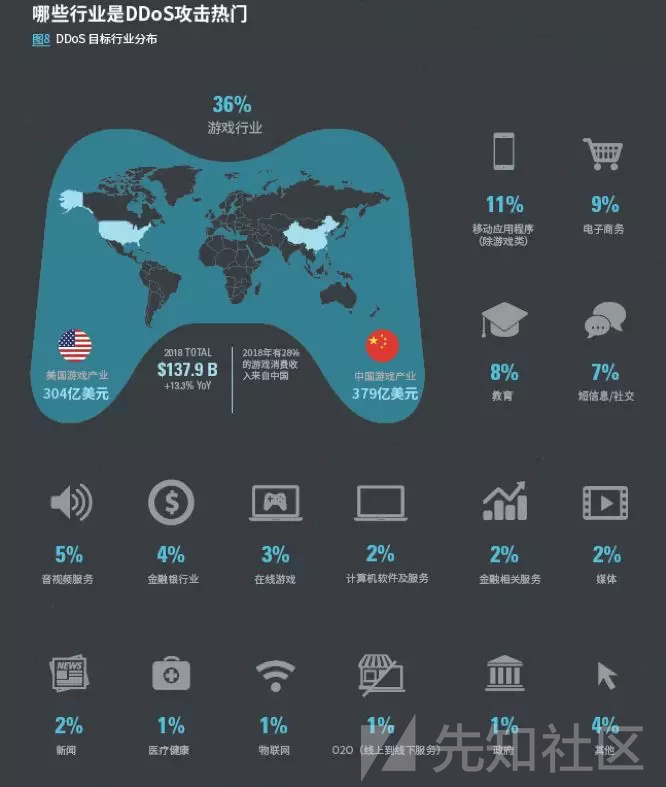 哪些行业是DDoS攻击热门
图8 DDoS 目标行业分布
36%
游戏行业
11%
移动应用程序
(除游戏类)
9%
电子商务
8%
教育
7%
短信息/社交
美国游戏产业
304亿美元
2018 TOTAL
$137.9 B
+13.3% YoY
2018年有28%
的游戏消费收
入来自中国
中国游戏产业
379亿美元
5%
音视频服务
4%
金融银行业
3%
在线游戏
2%
计算机软件及服务
2%
金融相关服务
2%
媒体
NEWS
2%
新闻
1%
医疗健康
1%
物联网
1%
O2O（线上到线下服务）
1%
政府
4%
其他
先知社区